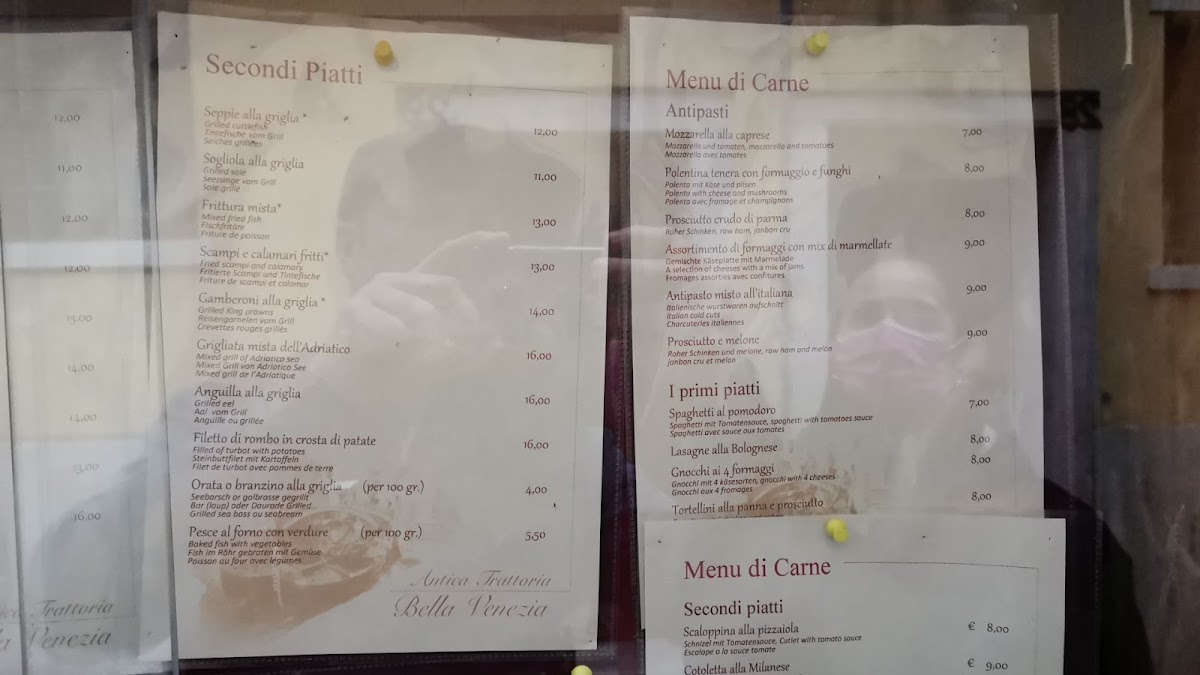 12,00
11,00
12,00
12,00
13,00
14,00
14,00
13,00
16,00
Trattoria
Venezia
Secondi Piatti
Seppie alla griglia *
12,00
Grilled cuttlefish
Tintefische vom Grill
Seiches grillées
Sogliola alla griglia
11,00
Grilled sole
Seezunge vom Grill
Sole grillé
Frittura mista*
13,00
Mixed fried fish
Fischfritüre
Friture de poisson
Scampi e calamari fritti*
13,00
Fried scampi and calamary
Fritierte Scampi und Tintefische
Friture de scampi et calamar
Gamberoni alla griglia *
14,00
Grilled King prawns
Reisengarnelen vom Grill
Crevettes rouges grillés
Grigliata mista dell'Adriatico
16,00
Mixed grill of Adriatico sea
Mixed Grill von Adriatico See
Mixed grill de l'Adriatique
Anguilla alla griglia
16,00
Grilled eel
Aal vom Grill
Anguille au grillée
Filetto di rombo in crosta di patate
16,00
Filled of turbot with potatoes
Steinbuttfilet mit Kartoffeln
Filet de turbot avec pommes de terre
Orata o branzino alla griglia (per 100 gr.)
4,00
Seebarsch or golbrasse gegrillt
Bar (loup) oder Daurade Grilled
Grilled sea bass ou seabream
Pesce al forno con verdure (per 100 gr.)
5,50
Baked fish with vegetables
Fish im Röhr gebraten mit Gemüse
Poisson au four avec légumes
Antica Trattoria
Bella Venezia
Menu di Carne
Antipasti
Mozzarella alla caprese
7,00
Mozzarella und tomaten, mozzarella and tomatoes
Mozzarella avec tomates
Polentina tenera con formaggio e funghi
8,00
Polenta mit Käse und pilsen
Polenta with cheese and mushrooms
Polenta avec fromage et champignons
Prosciutto crudo di parma
8,00
Roher Schinken, raw ham, janbon cru
Assortimento di formaggi con mix di marmellate
9,00
Gemischte Käseplatte mit Marmelade
A selection of cheeses with a mix of jams
Fromages assorties avec confitures
Antipasto misto all'italiana
9,00
Italienische wurstwaren aufschnitt
Italian cold cuts
Charcuteries italiennes
Prosciutto e melone
9,00
Roher Schinken und melone, raw ham and melon
janbon cru et melon
I primi piatti
Spaghetti al pomodoro
7,00
Spaghetti mit Tomatensauce, spaghetti with tomatoes sauce
Spaghetti avec sauce aux tomates
Lasagne alla Bolognese
8,00
Gnocchi ai 4 formaggi
8,00
Gnocchi mit 4 käsesorten, gnocchi with 4 cheeses
Gnocchi aux 4 fromages
Tortellini alla panna e prosciutto
8,00
Menu di Carne
Secondi piatti
Scaloppina alla pizzaiola
€ 8,00
Schnizel mit Tomatensauce, Cutlet with tomato sauce
Escalope a la sauce tomate
Cotoletta alla Milanese
€ 9,00